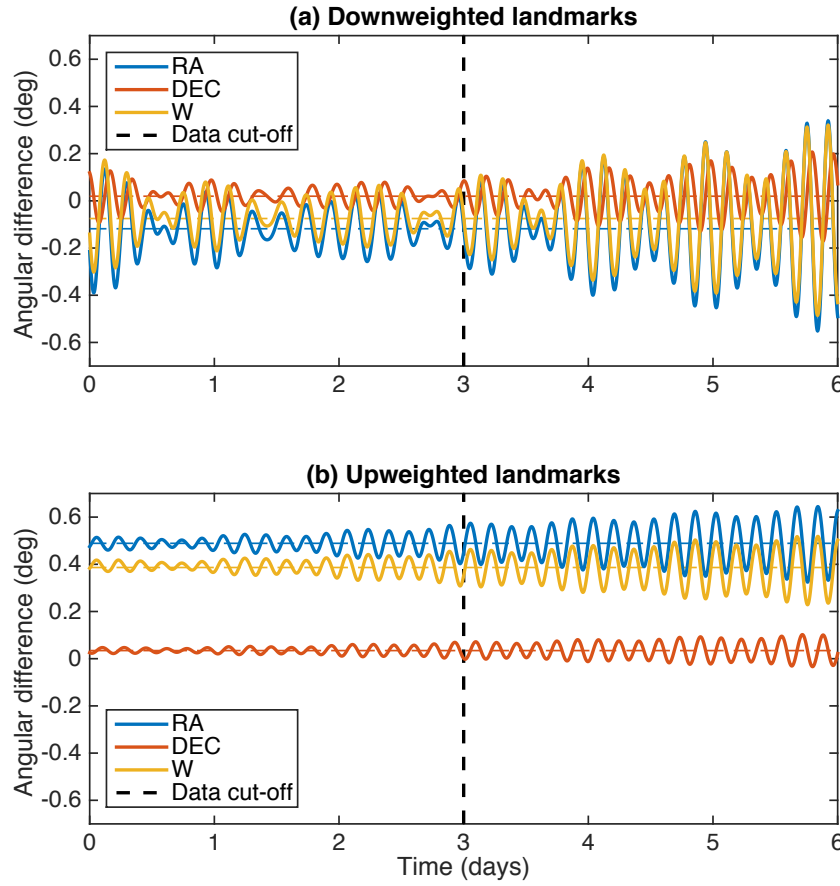 (a) Downweighted landmarks
Angular difference (deg)
0.6
0.4
0.2
0
-0.2
-0.4
-0.6
RA
DEC
W
Data cut-off
0 1 2 3 4 5 6
(b) Upweighted landmarks
Angular difference (deg)
0.6
0.4
0.2
0
-0.2
-0.4
-0.6
RA
DEC
W
Data cut-off
0 1 2 3 4 5 6
Time (days)